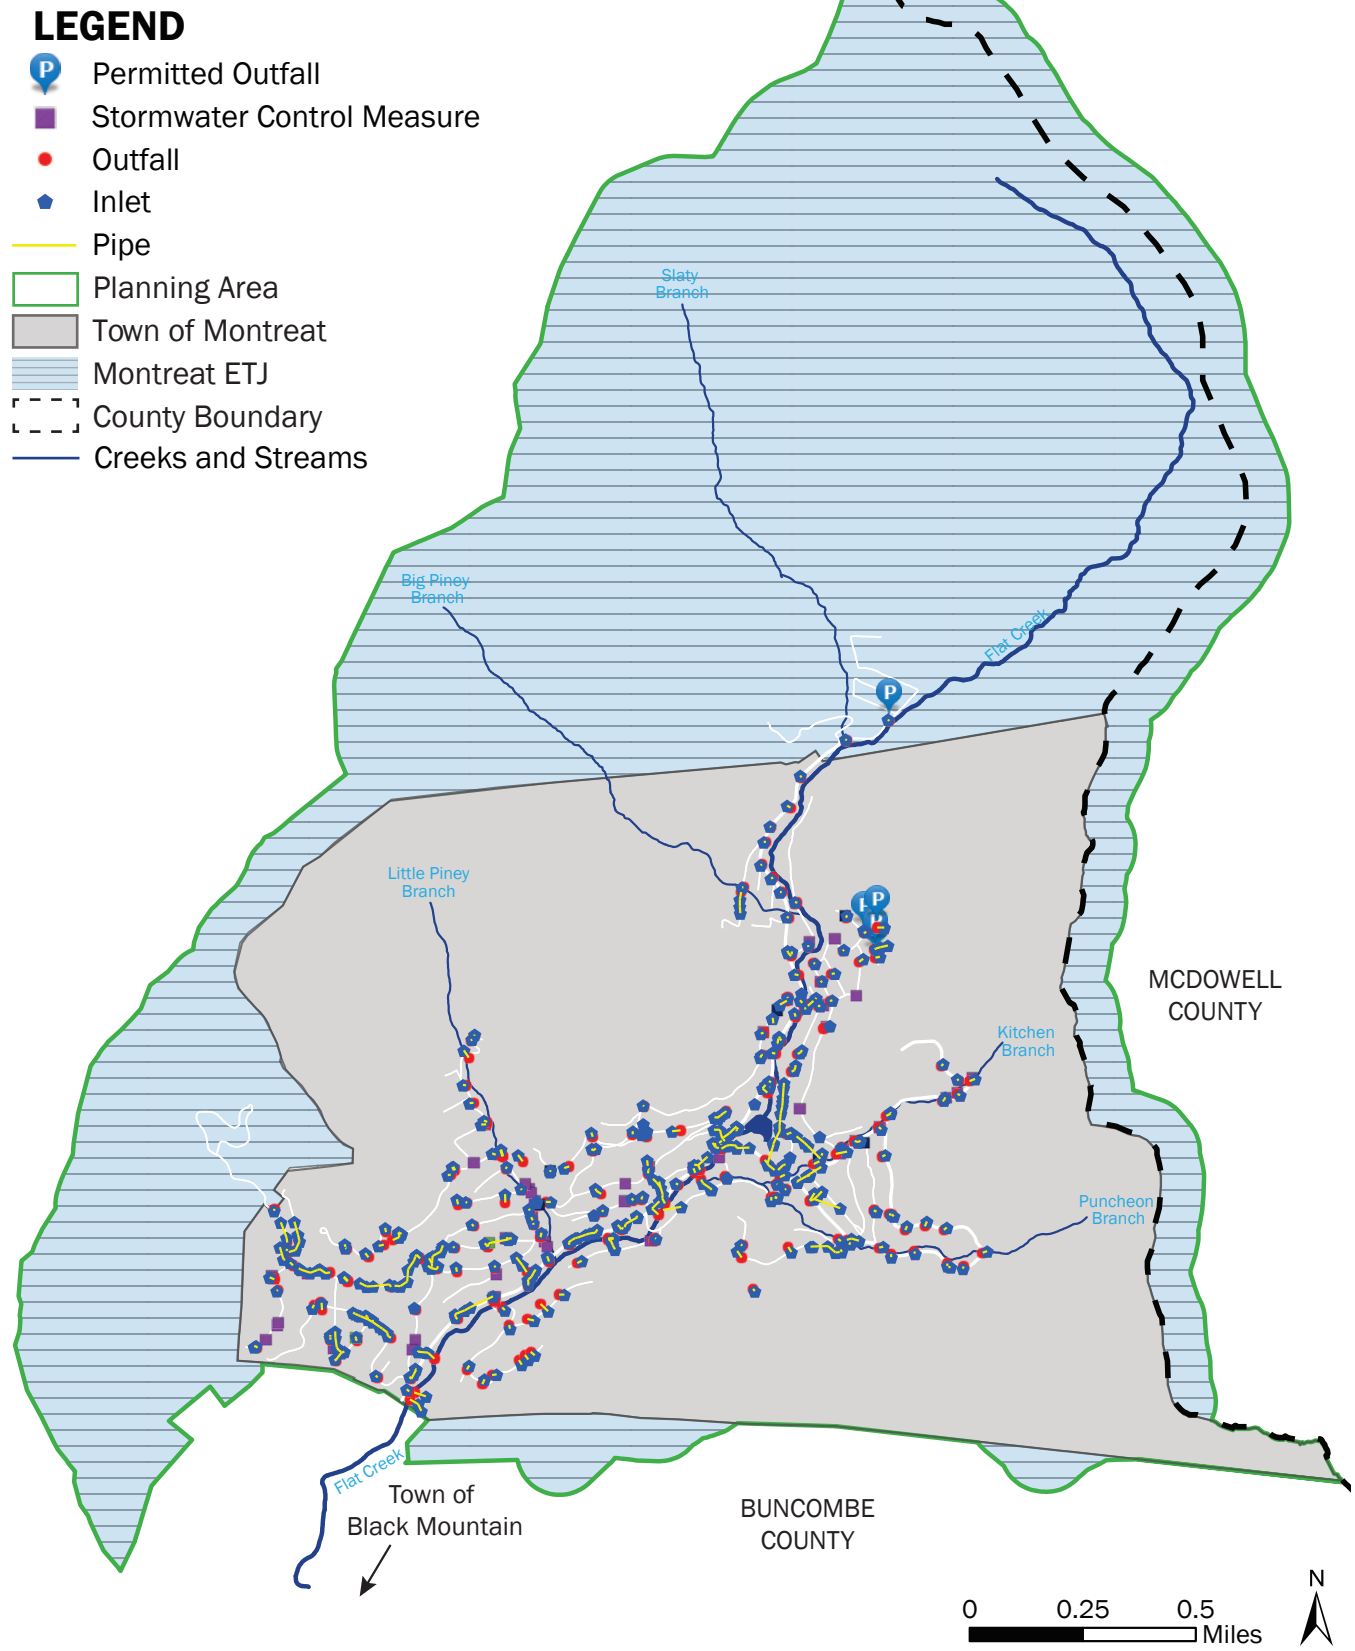 LEGEND
P
Permitted Outfall
Stormwater Control Measure
Outfall
Inlet
Pipe
Planning Area
Town of Montreat
Montreat ETJ
County Boundary
Creeks and Streams
Slaty
Branch
Big Piney
Branch
Flat Creek
P
Little Piney
Branch
P
P
P
MCDOWELL
COUNTY
Kitchen
Branch
Puncheon
Branch
Flat Creek
Town of
Black Mountain
BUNCOMBE
COUNTY
N
0 0.25 0.5
Miles